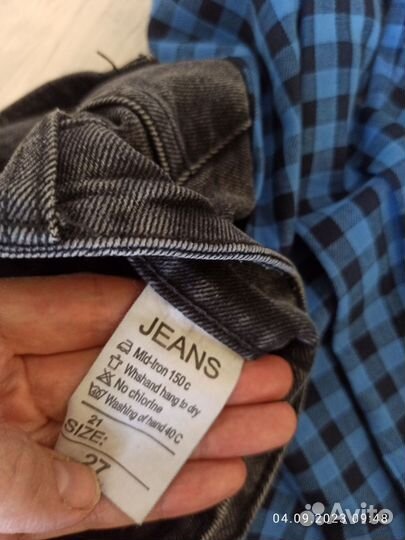 JEANS
Mid-Iron 150 c
Whshand hang to dry
No chlorine
Washing of hand 40 C
21
SIZE:
27
Avito
04.09.2023 09:48